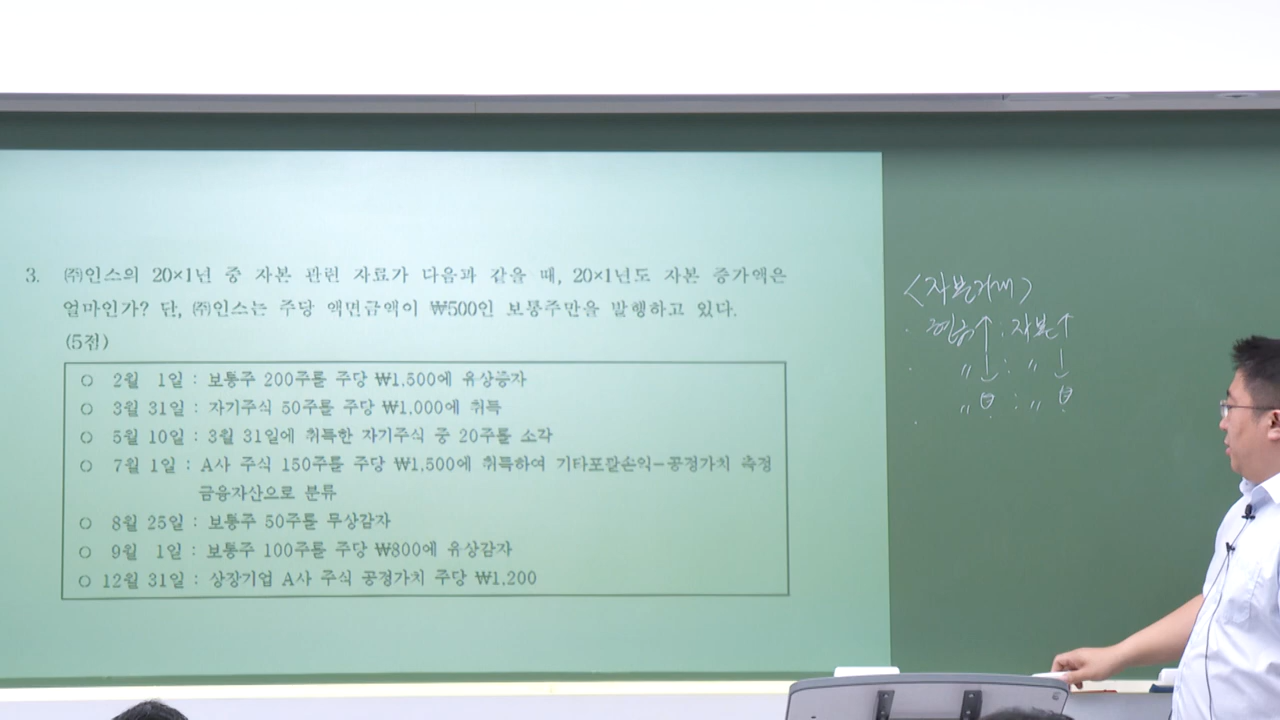 3. ㈜인스의 20×1년 중 자본 관련 자료가 다음과 같을 때, 20×1년도 자본 증가액은
얼마인가? 단, ㈜인스는 주당 액면금액이 ₩500인 보통주만을 발행하고 있다.
(5점)
○ 2월 1일 : 보통주 200주를 주당 ₩1,500에 유상증자
○ 3월 31일 : 자기주식 50주를 주당 ₩1,000에 취득
○ 5월 10일 : 3월 31일에 취득한 자기주식 중 20주를 소각
○ 7월 1일 : A사 주식 150주를 주당 ₩1,500에 취득하여 기타포괄손익-공정가치 측정
금융자산으로 분류
○ 8월 25일 : 보통주 50주를 무상감자
○ 9월 1일 : 보통주 100주를 주당 ₩800에 유상감자
○ 12월 31일 : 상장기업 A사 주식 공정가치 주당 ₩1,200
<자본거래>
· 현금↑ : 자본↑
· 〃 ↓ : 〃 ↓
· 〃 : 〃